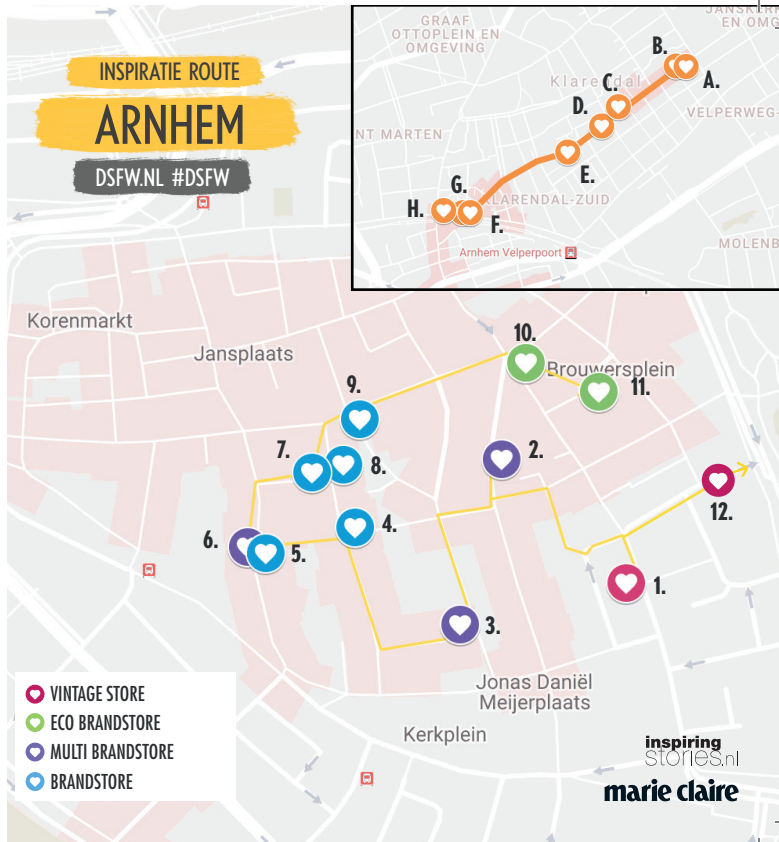 INSPIRATIE ROUTE
ARNHEM
DSFW.NL #DSFW
GRAAF
OTTOPLEIN EN
OMGEVING
EN OMG
B.
A.
Klarendal
C.
D.
VELPERWEG-
NT MARTEN
E.
G.
H.
KLARENDAL-ZUID
F.
Arnhem Velperpoort
MOLENB
Korenmarkt
Jansplaats
10.
Brouwersplein
11.
9.
2.
7.
8.
12.
4.
6.
5.
1.
3.
Jonas Daniël
Meijerplaats
Kerkplein
VINTAGE STORE
ECO BRANDSTORE
MULTI BRANDSTORE
BRANDSTORE
inspiring
stories.nl
marie claire